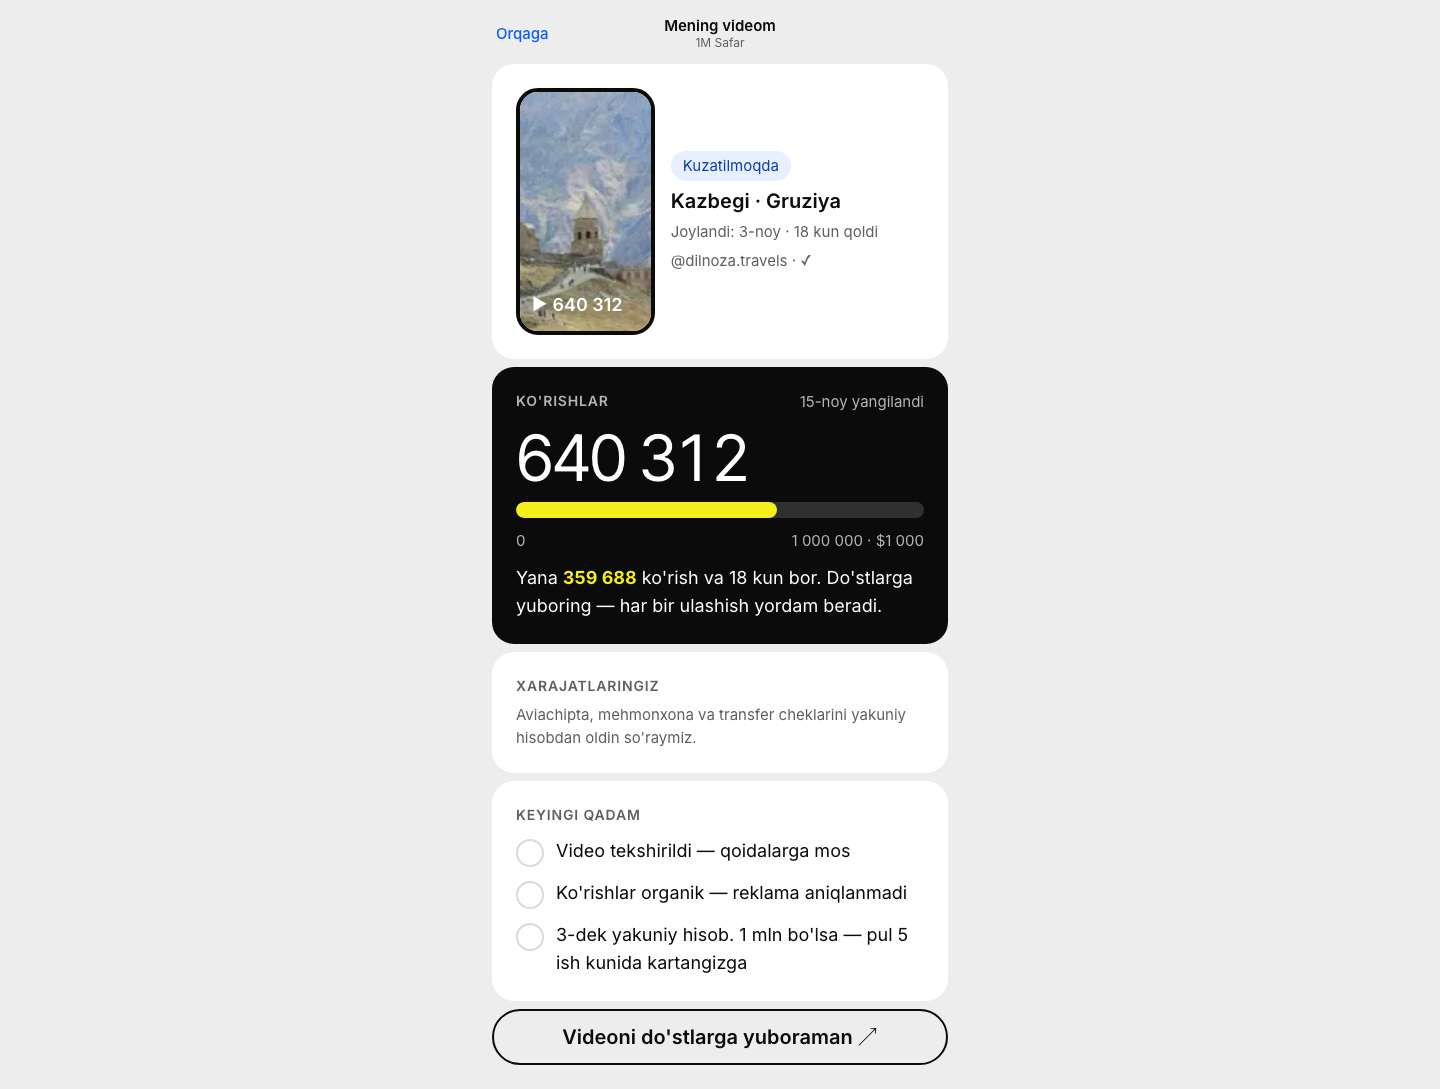 Orqaga
Mening videom
1M Safar
▶ 640 312
Kuzatilmoqda
Kazbegi · Gruziya
Joylandi: 3-noy · 18 kun qoldi
@dilnoza.travels · ✓
KO'RISHLAR
15-noy yangilandi
640 312
0
1 000 000 · $1 000
Yana 359 688 ko'rish va 18 kun bor. Do'stlarga
yuboring — har bir ulashish yordam beradi.
XARAJATLARINGIZ
Aviachipta, mehmonxona va transfer cheklarini yakuniy
hisobdan oldin so'raymiz.
KEYINGI QADAM
Video tekshirildi — qoidalarga mos
Ko'rishlar organik — reklama aniqlanmadi
3-dek yakuniy hisob. 1 mln bo'lsa — pul 5
ish kunida kartangizga
Videoni do'stlarga yuboraman ↗